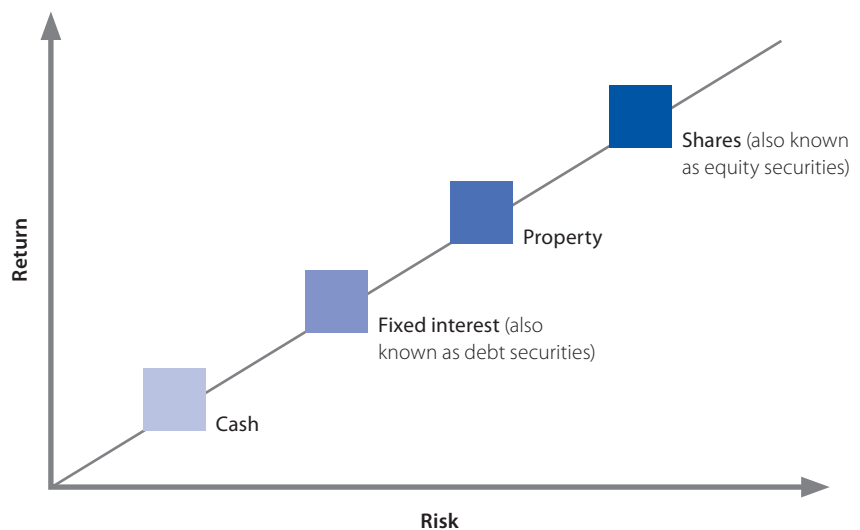 Return
Shares (also known
as equity securities)
Property
Fixed interest (also
known as debt securities)
Cash
Risk